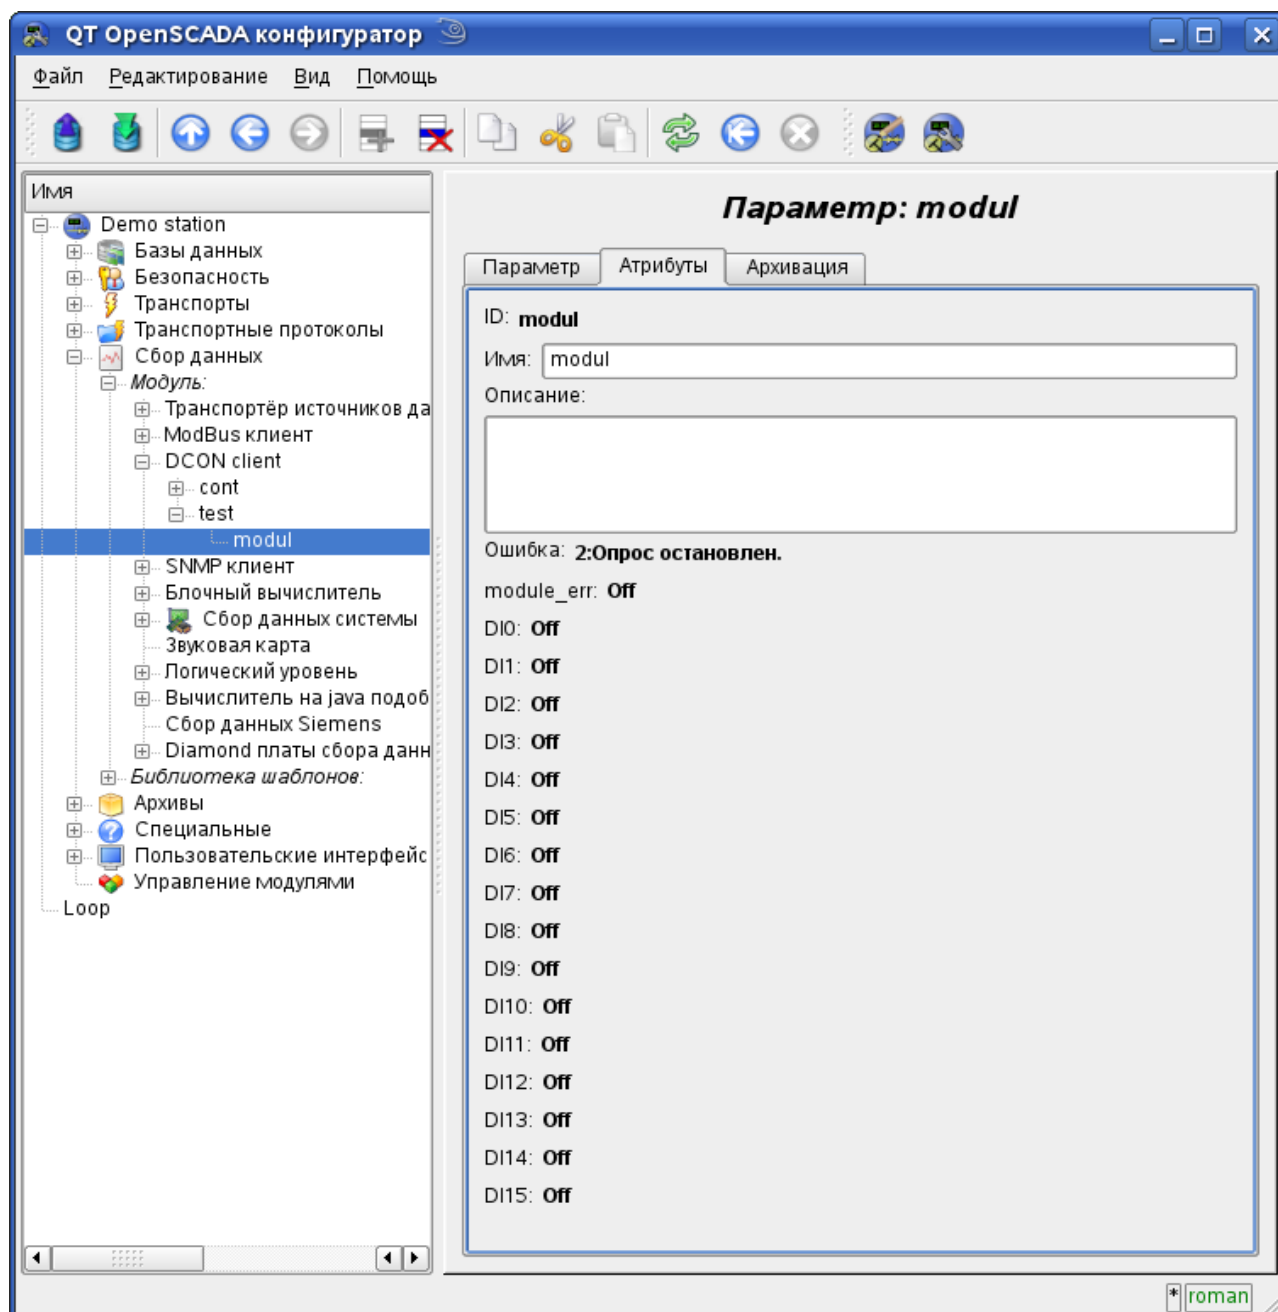 QT OpenSCADA конфигуратор
Файл Редактирование Вид Помощь
Имя
Demo station
Базы данных
Безопасность
Транспорты
Транспортные протоколы
Сбор данных
Модуль:
Транспортёр источников да
ModBus клиент
DCON client
cont
test
modul
SNMP клиент
Блочный вычислитель
Сбор данных системы
Звуковая карта
Логический уровень
Вычислитель на java подоб
Сбор данных Siemens
Diamond платы сбора данн
Библиотека шаблонов:
Архивы
Специальные
Пользовательские интерфейс
Управление модулями
Loop
Параметр: modul
Параметр Атрибуты Архивация
ID: modul
Имя: modul
Описание:
Ошибка: 2:Опрос остановлен.
module_err: Off
DI0: Off
DI1: Off
DI2: Off
DI3: Off
DI4: Off
DI5: Off
DI6: Off
DI7: Off
DI8: Off
DI9: Off
DI10: Off
DI11: Off
DI12: Off
DI13: Off
DI14: Off
DI15: Off
* roman